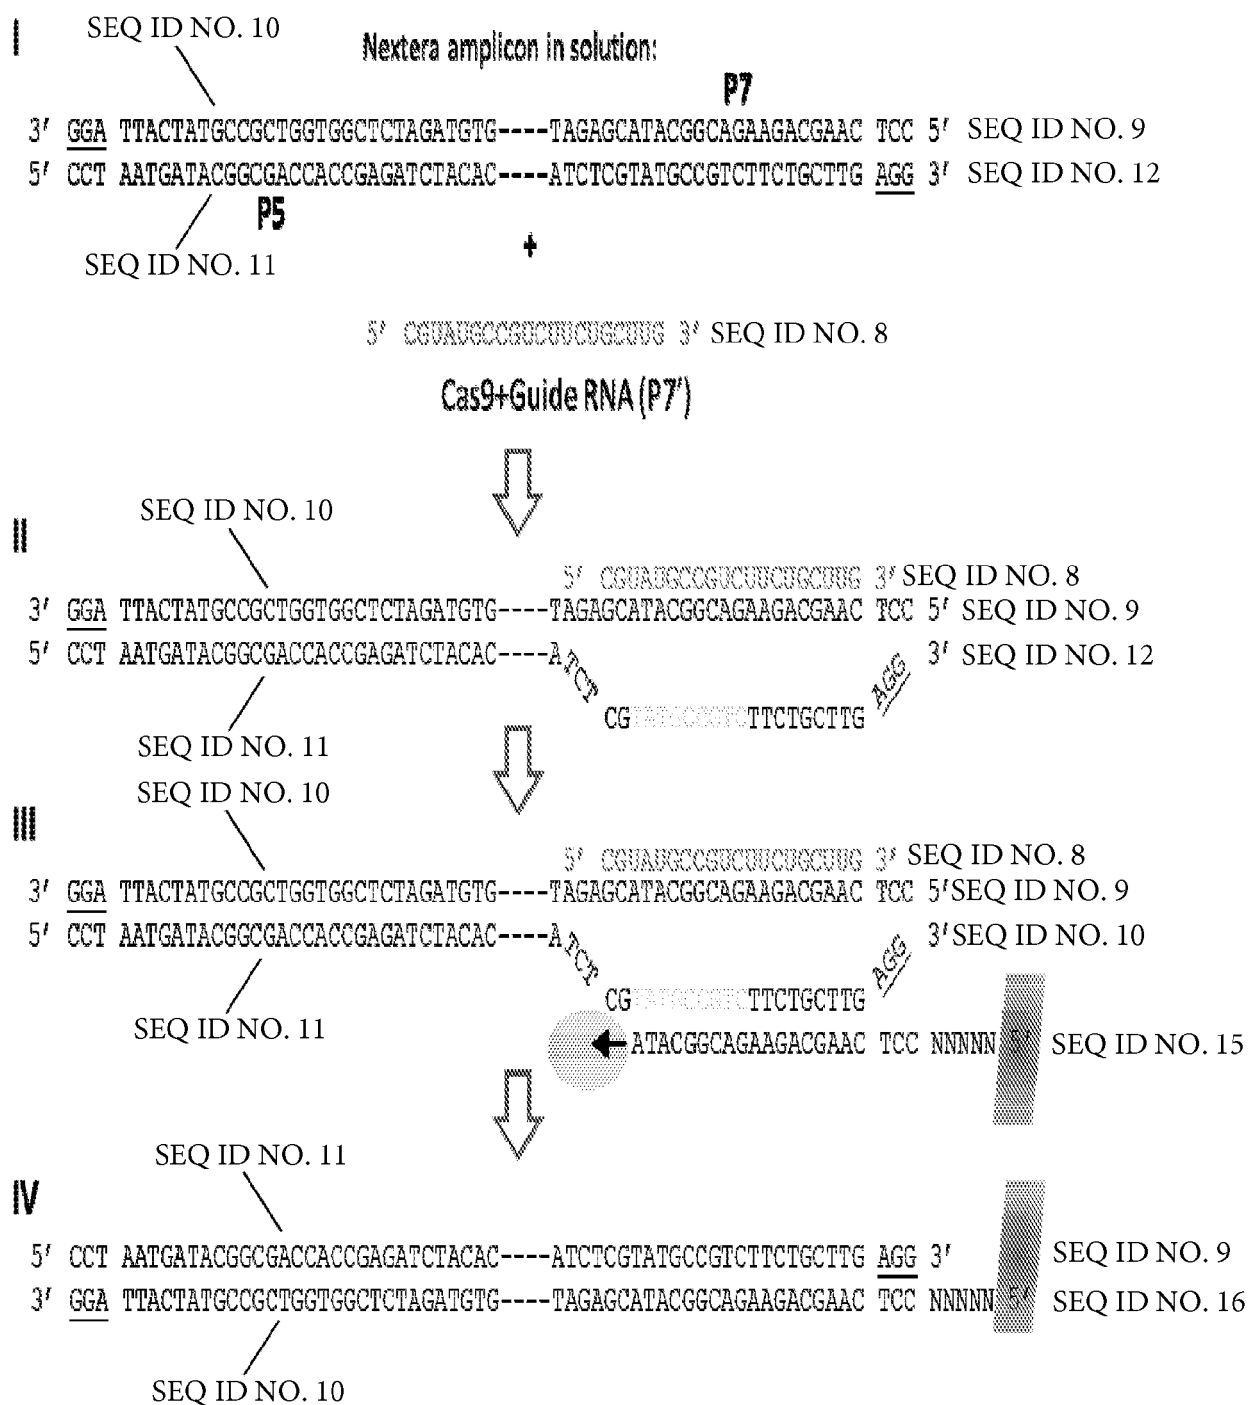 I
SEQ ID NO. 10
Nextera amplicon in solution:
P7
3' GGA TTACTATGCCGCTGGTGGCTCTAGATGTG----TAGAGCATACGGCAGAAGACGAAC TCC 5' SEQ ID NO. 9
5' CCT AATGATACGGCGACCACCGAGATCTACAC----ATCTCGTATGCCGTCTTCTGCTTG AGG 3' SEQ ID NO. 12
P5
SEQ ID NO. 11
+
5' CGUAUGCCGUCUUCUGCUUG 3' SEQ ID NO. 8
Cas9+Guide RNA (P7')
SEQ ID NO. 10
II
5' CGUAUGCCGUCUUCUGCUUG 3' SEQ ID NO. 8
3' GGA TTACTATGCCGCTGGTGGCTCTAGATGTG----TAGAGCATACGGCAGAAGACGAAC TCC 5' SEQ ID NO. 9
5' CCT AATGATACGGCGACCACCGAGATCTACAC----A TCT AGG 3' SEQ ID NO. 12
CGTATGCCGTCTTCTGCTTG
SEQ ID NO. 11
SEQ ID NO. 10
III
5' CGUAUGCCGUCUUCUGCUUG 3' SEQ ID NO. 8
3' GGA TTACTATGCCGCTGGTGGCTCTAGATGTG----TAGAGCATACGGCAGAAGACGAAC TCC 5' SEQ ID NO. 9
5' CCT AATGATACGGCGACCACCGAGATCTACAC----A TCT AGG 3' SEQ ID NO. 10
CGTATGCCGTCTTCTGCTTG
SEQ ID NO. 11
ATACGGCAGAAGACGAAC TCC NNNNN 5' SEQ ID NO. 15
SEQ ID NO. 11
IV
5' CCT AATGATACGGCGACCACCGAGATCTACAC----ATCTCGTATGCCGTCTTCTGCTTG AGG 3' SEQ ID NO. 9
3' GGA TTACTATGCCGCTGGTGGCTCTAGATGTG----TAGAGCATACGGCAGAAGACGAAC TCC NNNNN 5' SEQ ID NO. 16
SEQ ID NO. 10